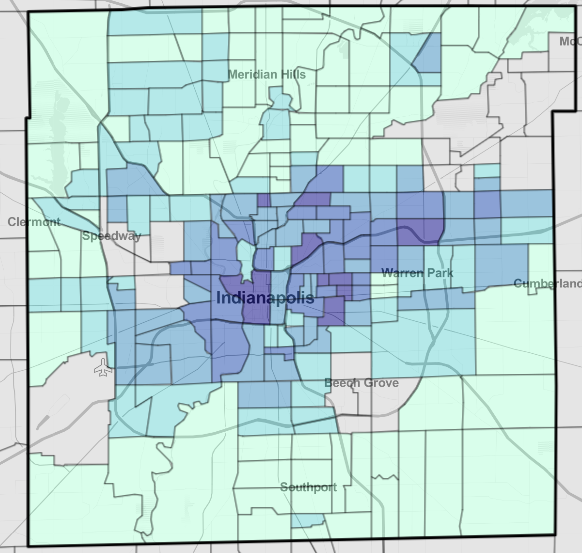 McC
Meridian Hills
Clermont
Speedway
Warren Park
Cumberland
Indianapolis
Beech Grove
Southport